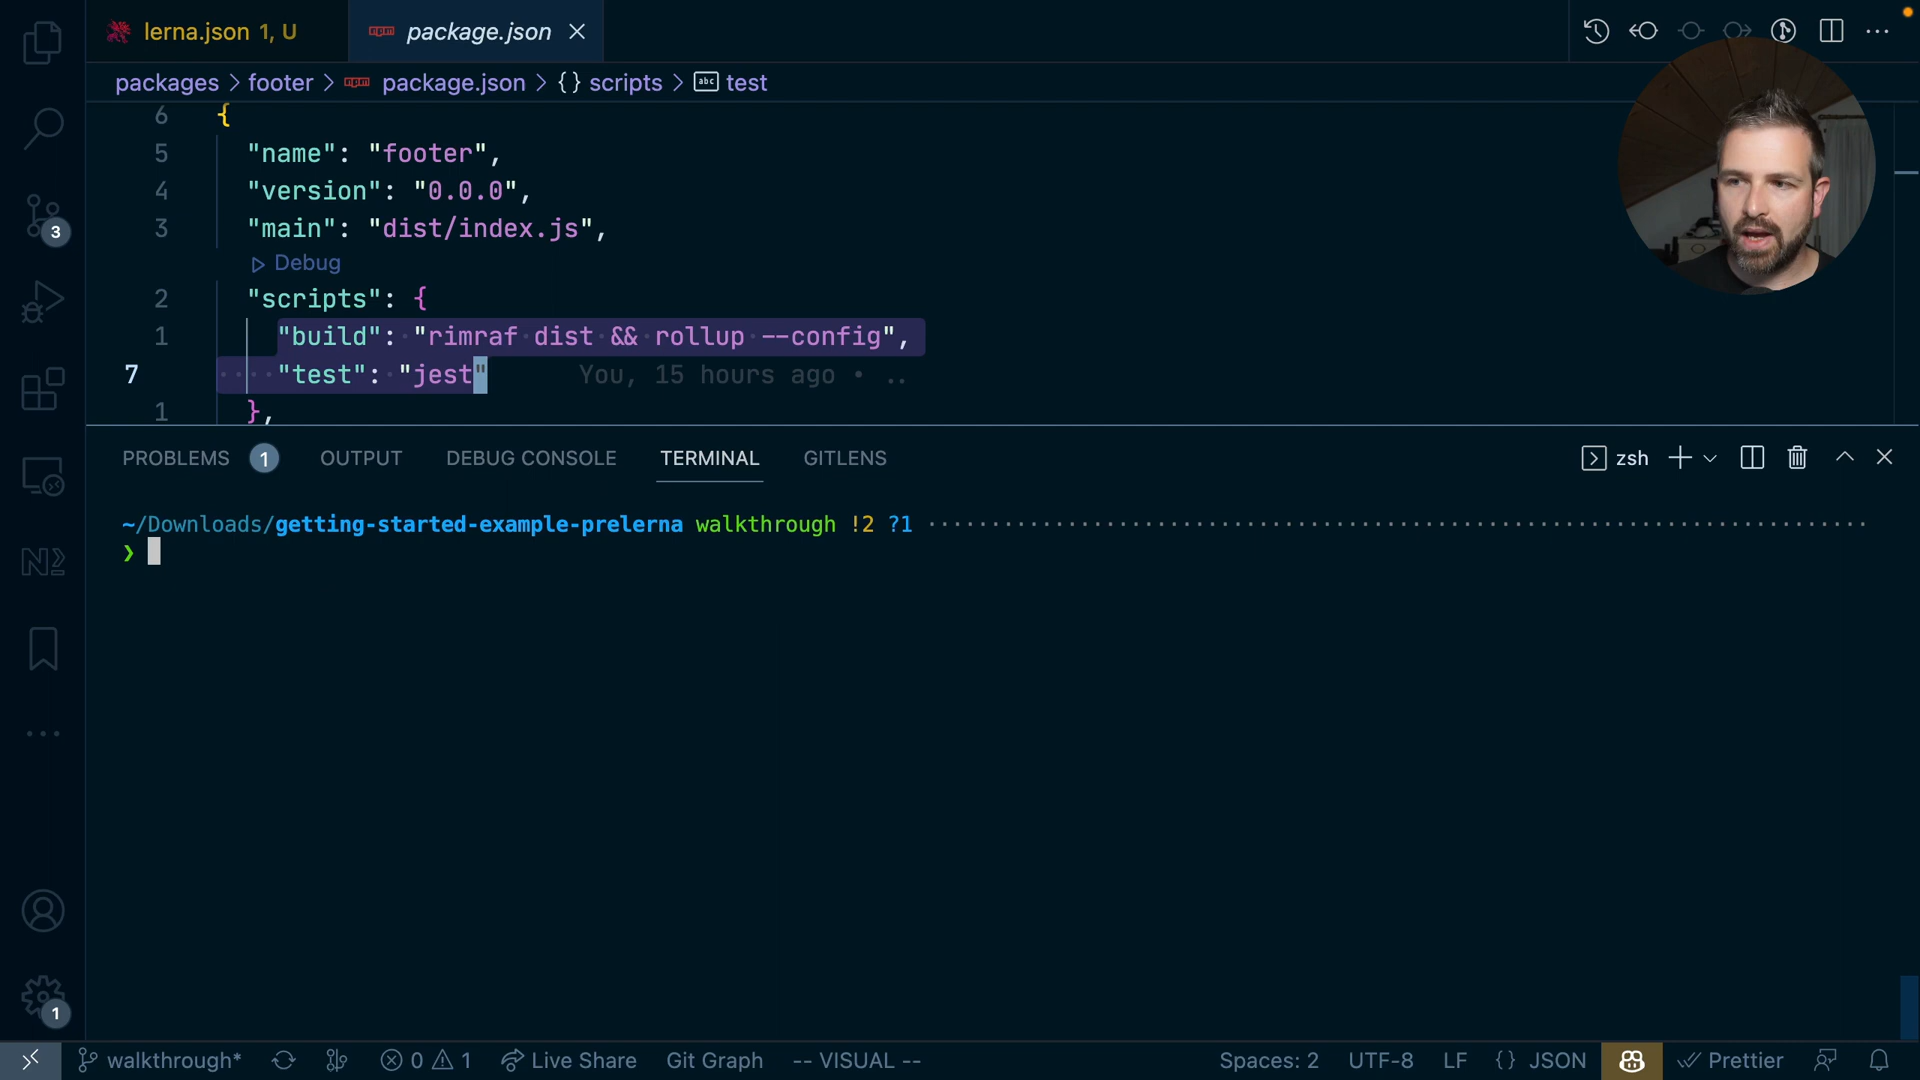 lerna.json 1, U
package.json
packages > footer > package.json > {} scripts > abc test
6 {
5 "name": "footer",
4 "version": "0.0.0",
3 "main": "dist/index.js",
Debug
2 "scripts": {
1 "build": "rimraf dist && rollup --config",
7 "test": "jest" You, 15 hours ago • ..
1 },
3
PROBLEMS 1 OUTPUT DEBUG CONSOLE TERMINAL GITLENS zsh
~/Downloads/getting-started-example-prelerna walkthrough !2 ?1
❯
1
walkthrough* 0 1 Live Share Git Graph -- VISUAL -- Spaces: 2 UTF-8 LF {} JSON Prettier